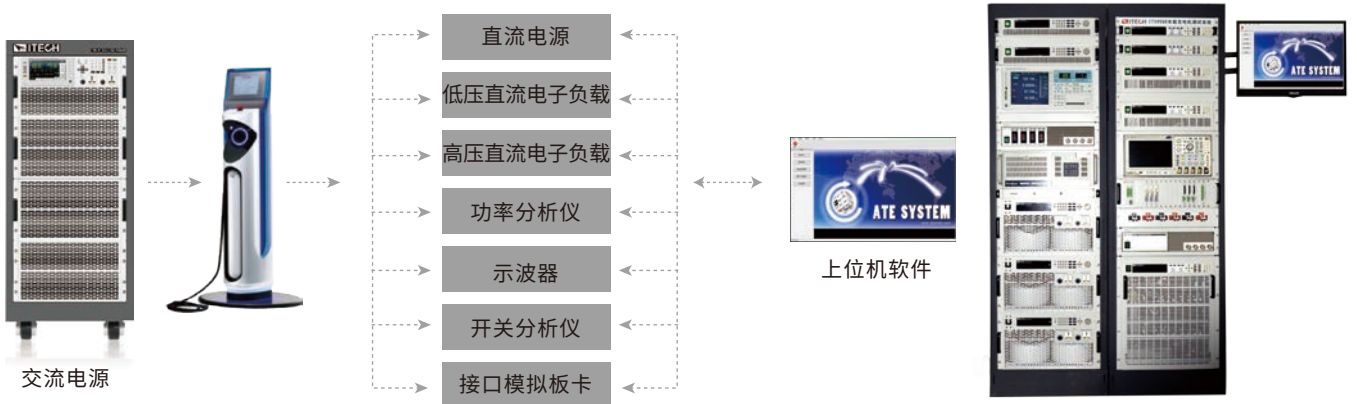 ITECH
交流电源
直流电源
低压直流电子负载
高压直流电子负载
功率分析仪
示波器
开关分析仪
接口模拟板卡
ATE SYSTEM
上位机软件
ITECH
ATE SYSTEM